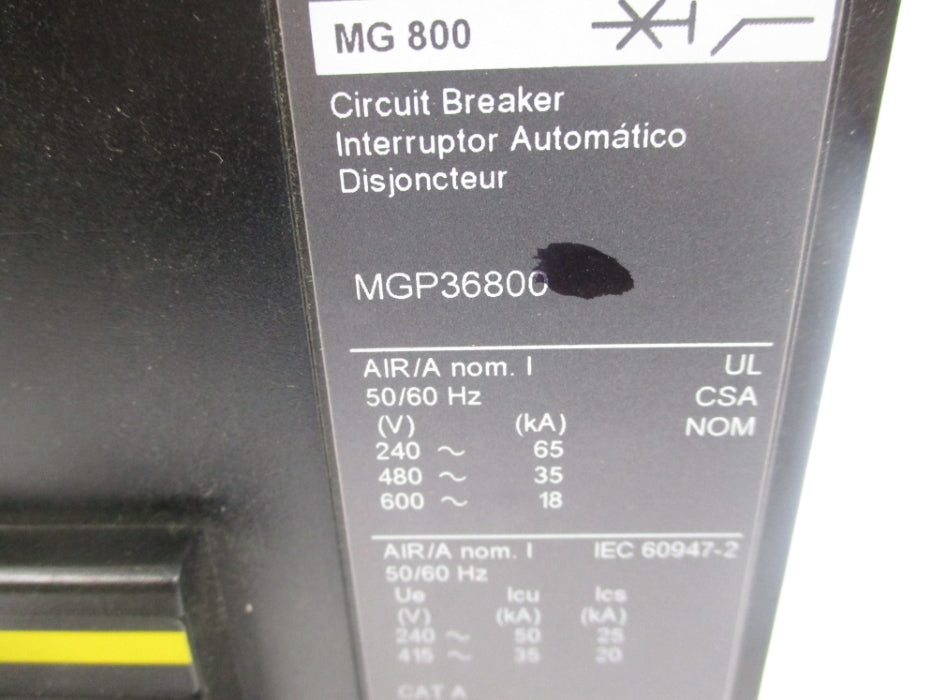 MG 800
Circuit Breaker
Interruptor Automático
Disjoncteur
MGP36800
AIR/A nom. I UL
50/60 Hz CSA
(V) (kA) NOM
240 ~ 65
480 ~ 35
600 ~ 18
AIR/A nom. I IEC 60947-2
50/60 Hz
Ue Icu Ics
(V) (kA) (kA)
240 ~ 50 25
415 ~ 35 20
CAT A